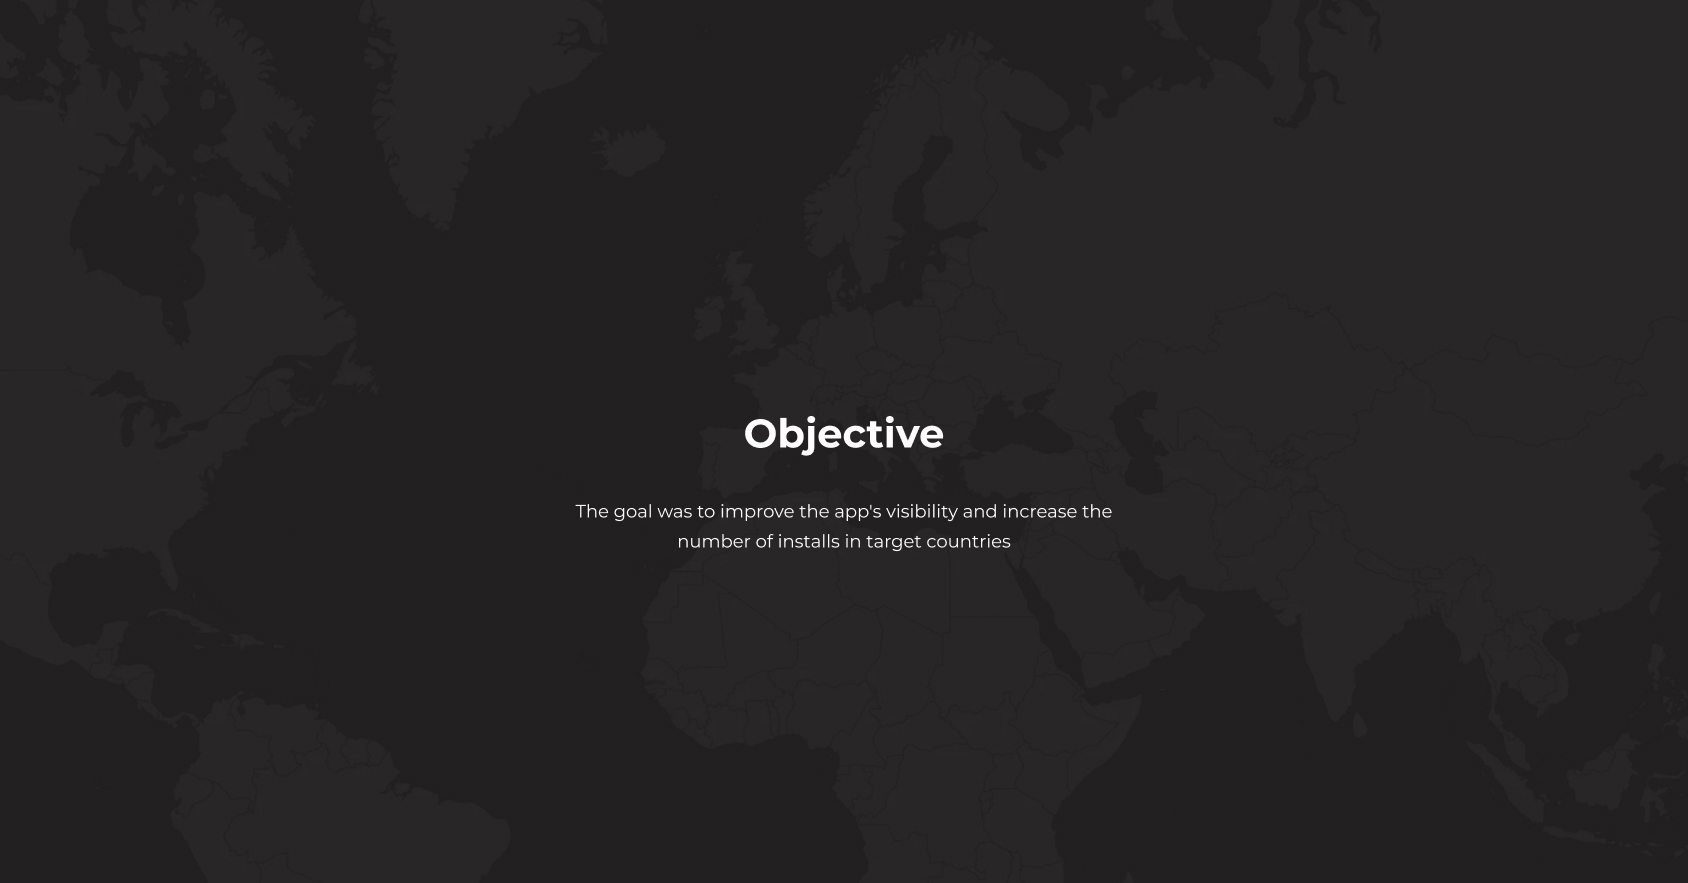 Objective
The goal was to improve the app's visibility and increase the
number of installs in target countries